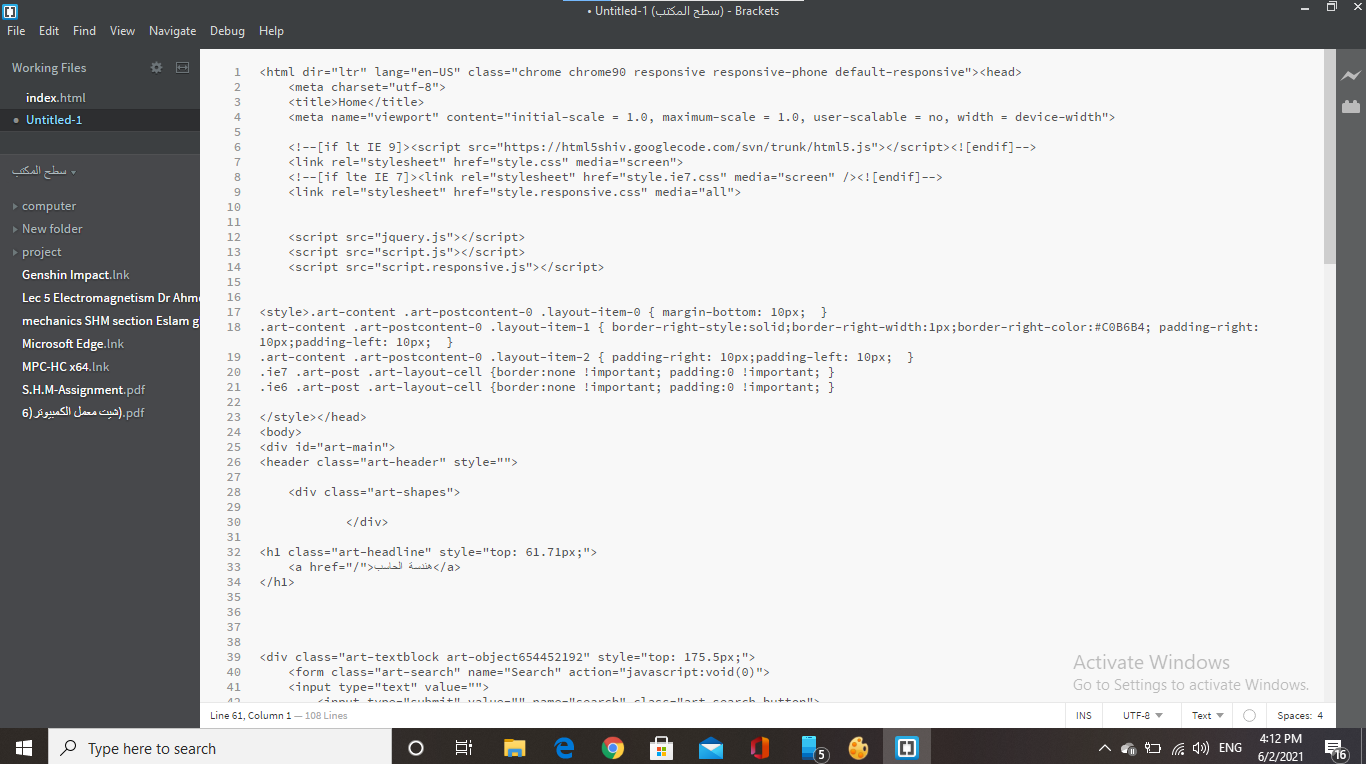 • Untitled-1 (سطح المكتب) - Brackets
File Edit Find View Navigate Debug Help
Working Files
index.html
• Untitled-1
سطح المكتب
computer
New folder
project
Genshin Impact.lnk
Lec 5 Electromagnetism Dr Ahm
mechanics SHM section Eslam g
Microsoft Edge.lnk
MPC-HC x64.lnk
S.H.M-Assignment.pdf
شيت معمل الكمبيوتر(6).pdf
1 <html dir="ltr" lang="en-US" class="chrome chrome90 responsive responsive-phone default-responsive"><head>
2 <meta charset="utf-8">
3 <title>Home</title>
4 <meta name="viewport" content="initial-scale = 1.0, maximum-scale = 1.0, user-scalable = no, width = device-width">
5
6 <!--[if lt IE 9]><script src="https://html5shiv.googlecode.com/svn/trunk/html5.js"></script><![endif]-->
7 <link rel="stylesheet" href="style.css" media="screen">
8 <!--[if lte IE 7]><link rel="stylesheet" href="style.ie7.css" media="screen" /><![endif]-->
9 <link rel="stylesheet" href="style.responsive.css" media="all">
10
11
12 <script src="jquery.js"></script>
13 <script src="script.js"></script>
14 <script src="script.responsive.js"></script>
15
16
17 <style>.art-content .art-postcontent-0 .layout-item-0 { margin-bottom: 10px;  }
18 .art-content .art-postcontent-0 .layout-item-1 { border-right-style:solid;border-right-width:1px;border-right-color:#C0B6B4; padding-right:
10px;padding-left: 10px;  }
19 .art-content .art-postcontent-0 .layout-item-2 { padding-right: 10px;padding-left: 10px;  }
20 .ie7 .art-post .art-layout-cell {border:none !important; padding:0 !important; }
21 .ie6 .art-post .art-layout-cell {border:none !important; padding:0 !important; }
22
23 </style></head>
24 <body>
25 <div id="art-main">
26 <header class="art-header" style="">
27
28 <div class="art-shapes">
29
30 </div>
31
32 <h1 class="art-headline" style="top: 61.71px;">
33 <a href="/">هندسة الحاسب</a>
34 </h1>
35
36
37
38
39 <div class="art-textblock art-object654452192" style="top: 175.5px;">
40 <form class="art-search" name="Search" action="javascript:void(0)">
41 <input type="text" value="">
42 <input type="submit" value="" name="search" class="art-search-button">
Activate Windows
Go to Settings to activate Windows.
Line 61, Column 1 — 108 Lines
INS UTF-8 Text Spaces: 4
Type here to search
5
ENG
4:12 PM
6/2/2021
16